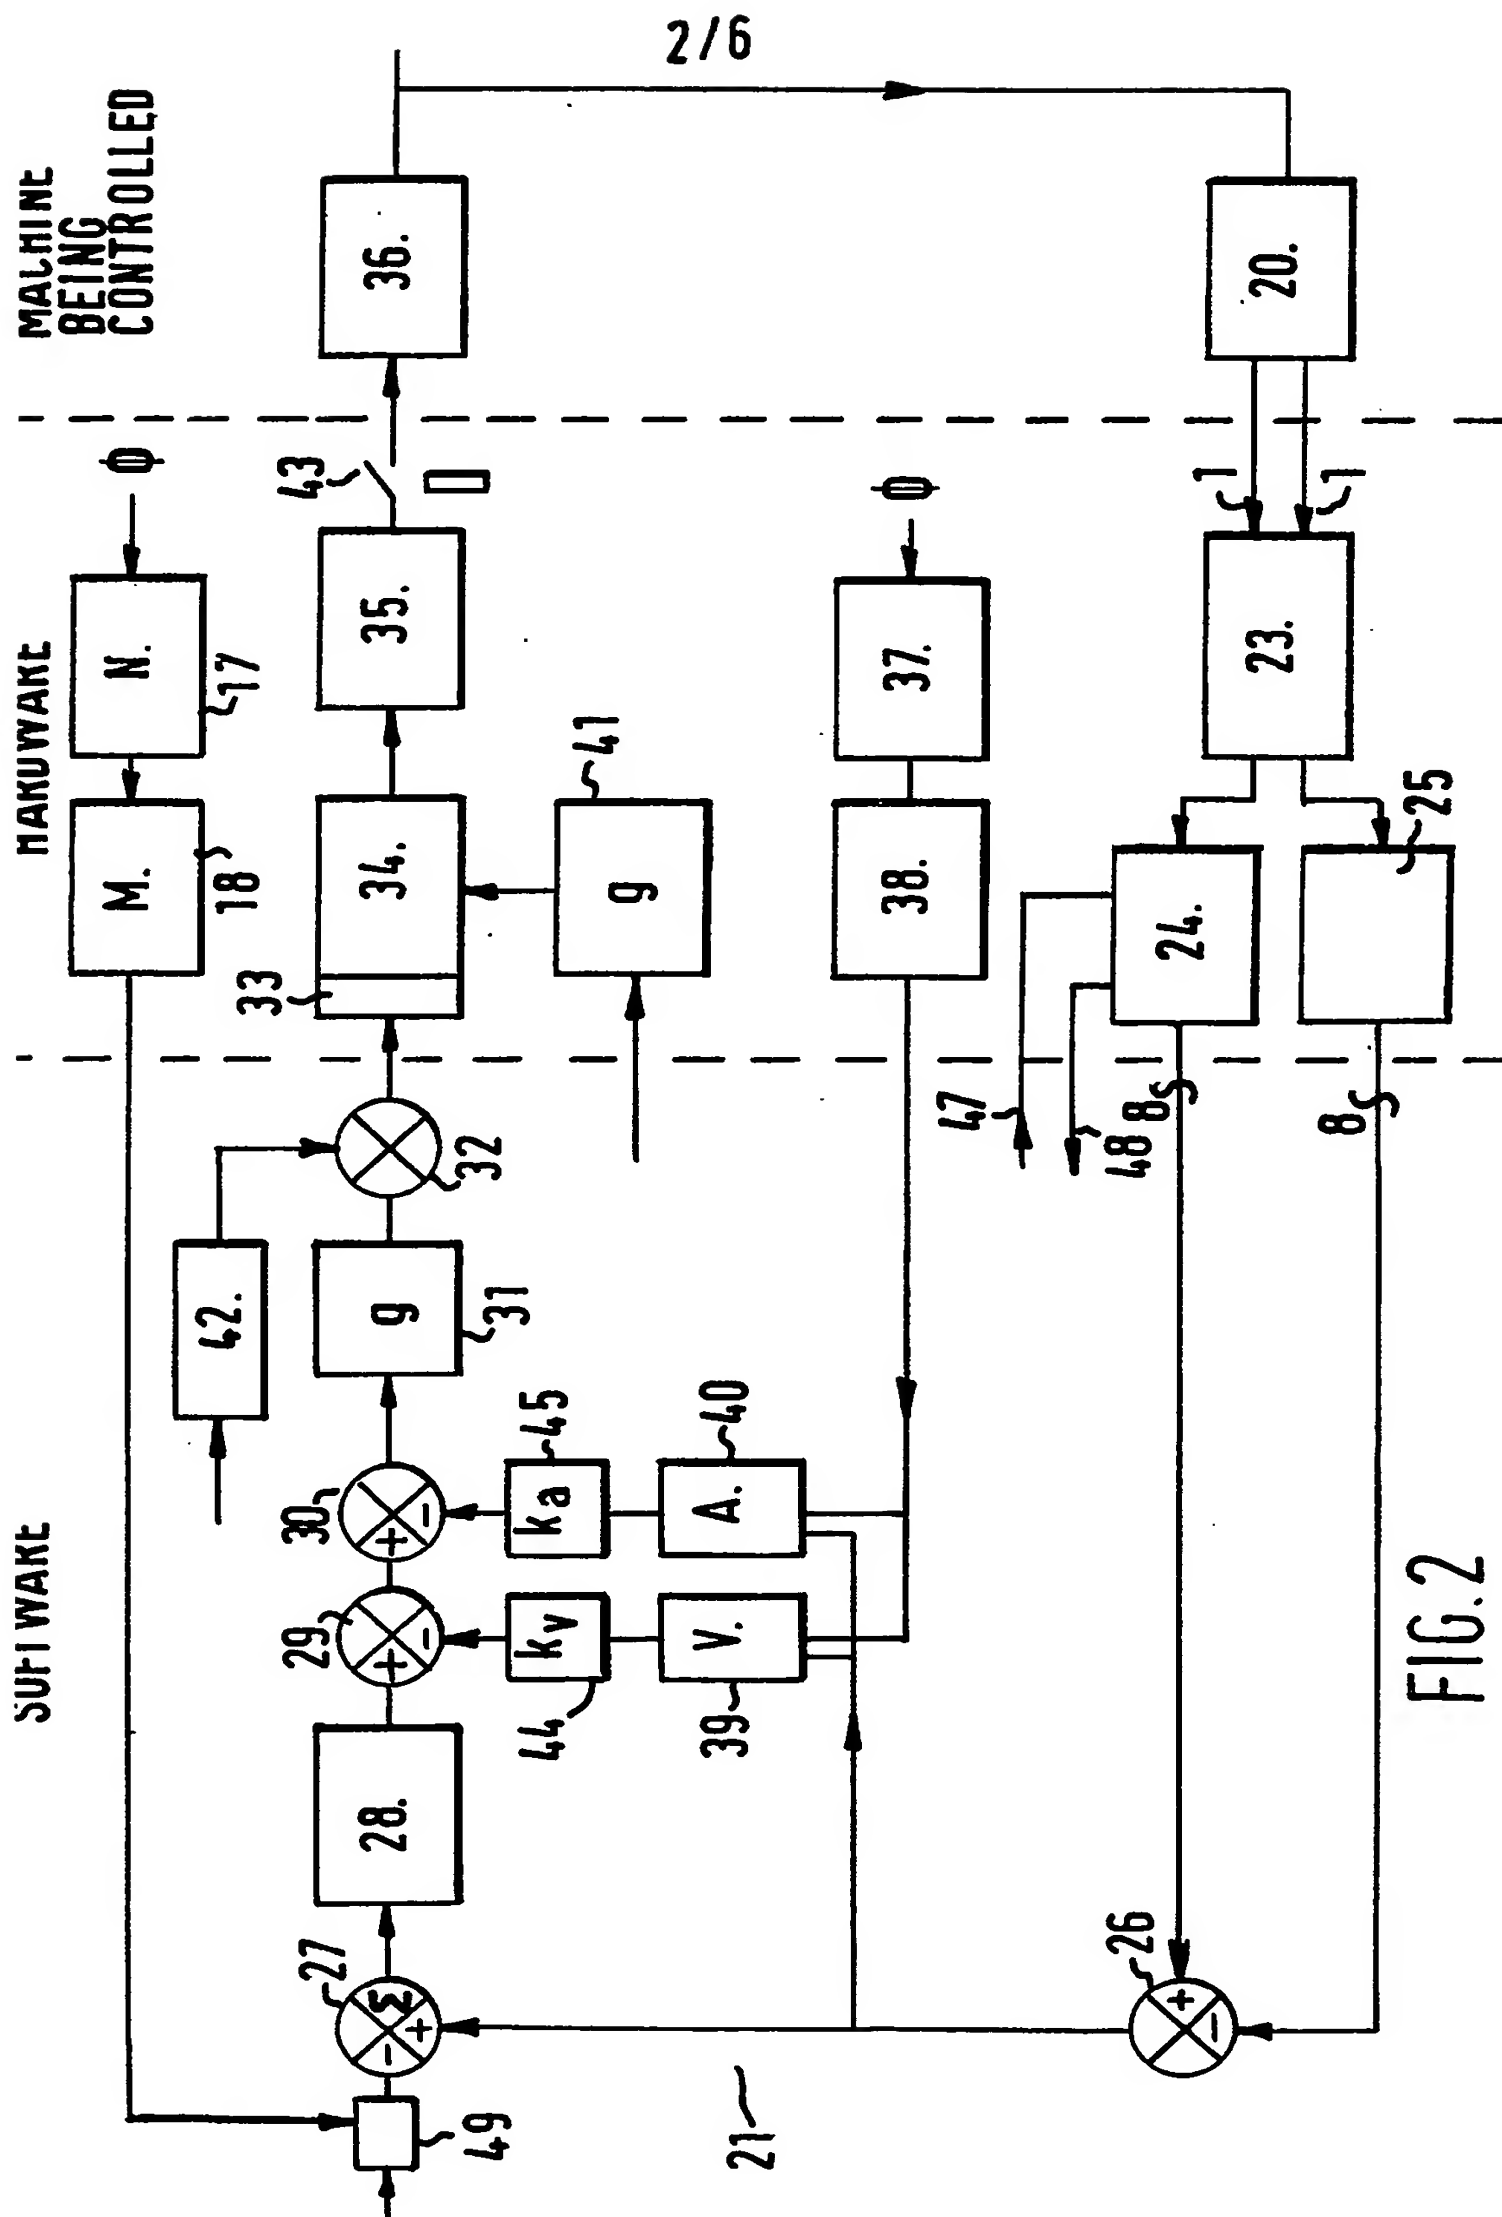 SOFTWARE
HARDWARE
MACHINE
BEING
CONTROLLED
M.
N.
Φ
18
17
42.
49
27
Σ
-
+
28.
29
+
-
30
+
-
g
31
32
33
34.
35.
43
36.
44
kv
45
ka
g
41
39
V.
40
A.
2/6
21
38.
37.
Φ
47
48
26
+
-
8
24.
23.
1
1
20.
8
25
FIG.2